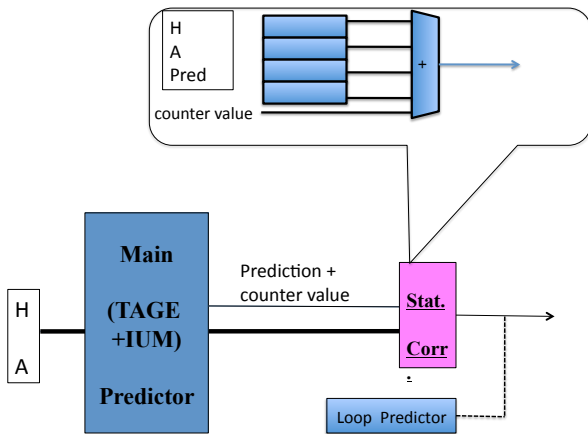 H
A
Pred
+
counter value
Main
(TAGE
+IUM)
Predictor
Prediction +
counter value
H
A
Stat.
Corr
.
Loop Predictor